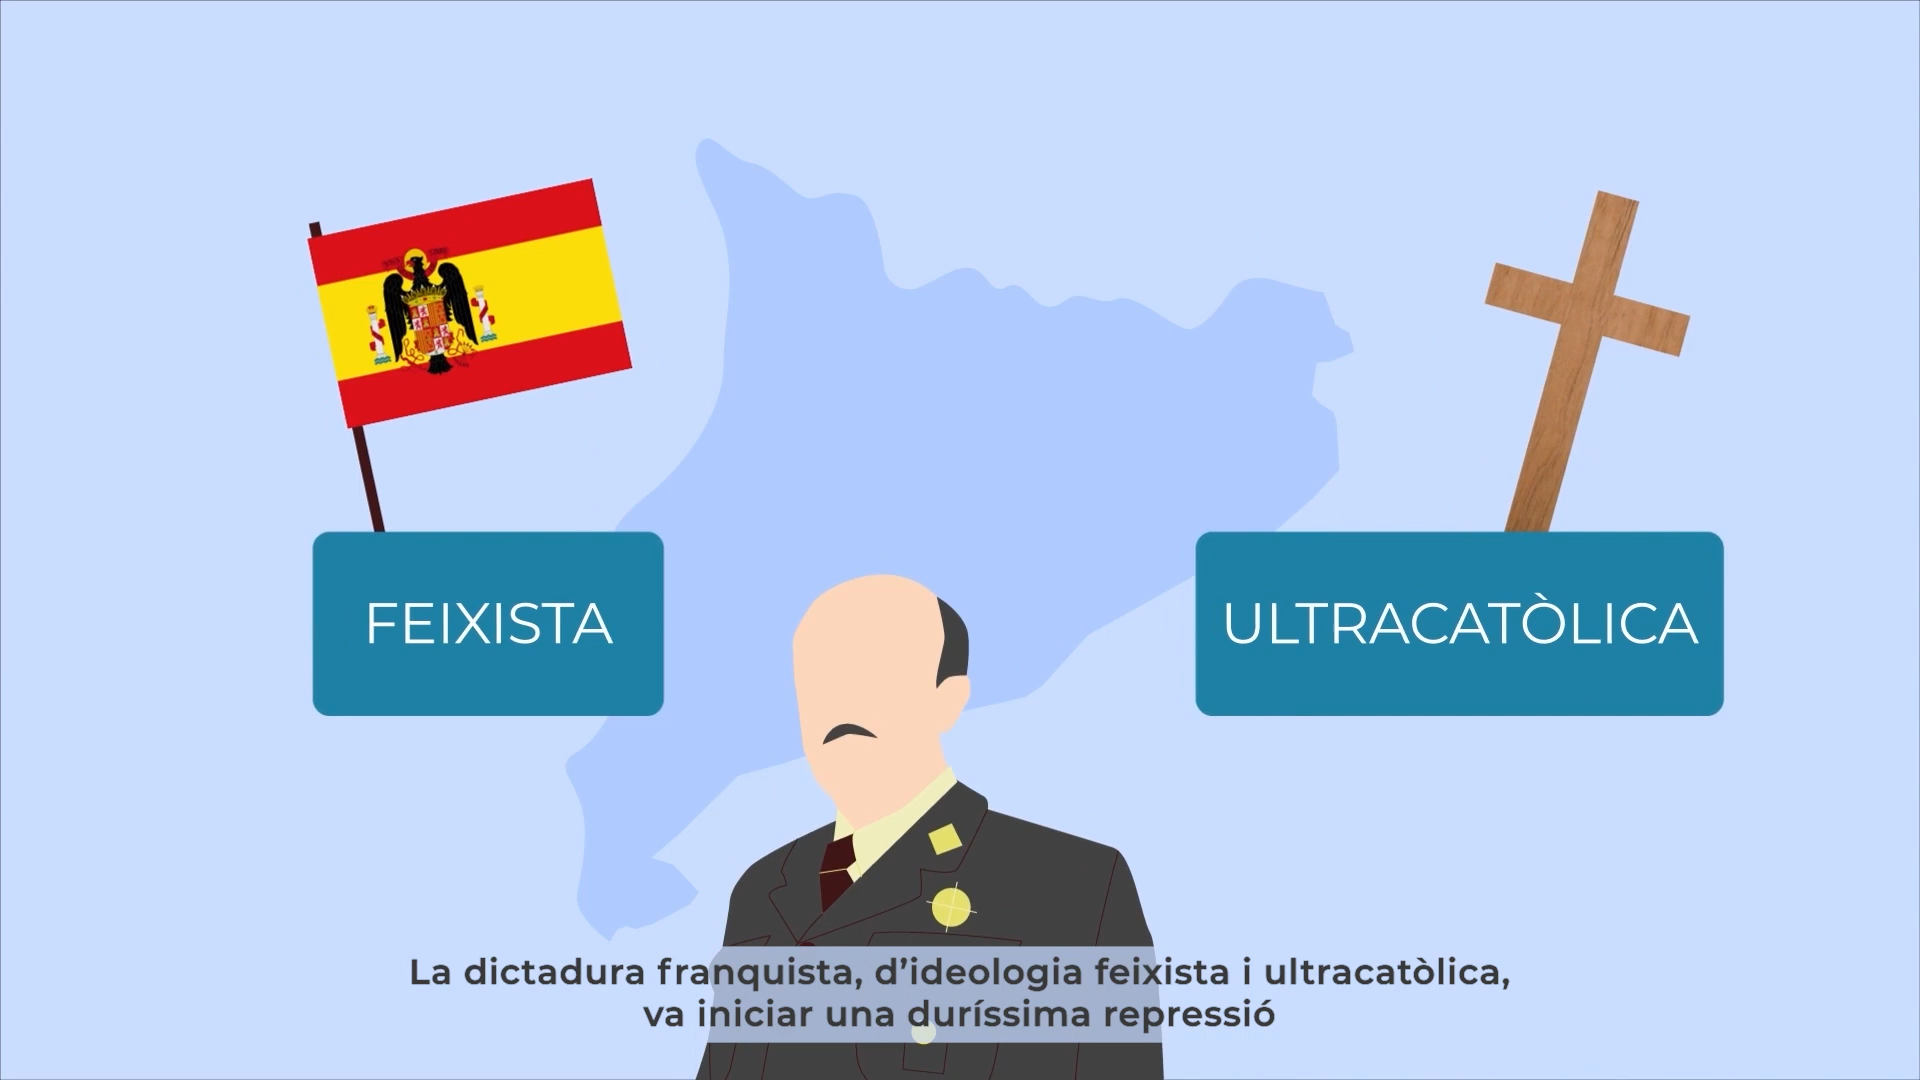 FEIXISTA
ULTRACATÒLICA
La dictadura franquista, d’ideologia feixista i ultracatòlica,
va iniciar una duríssima repressió